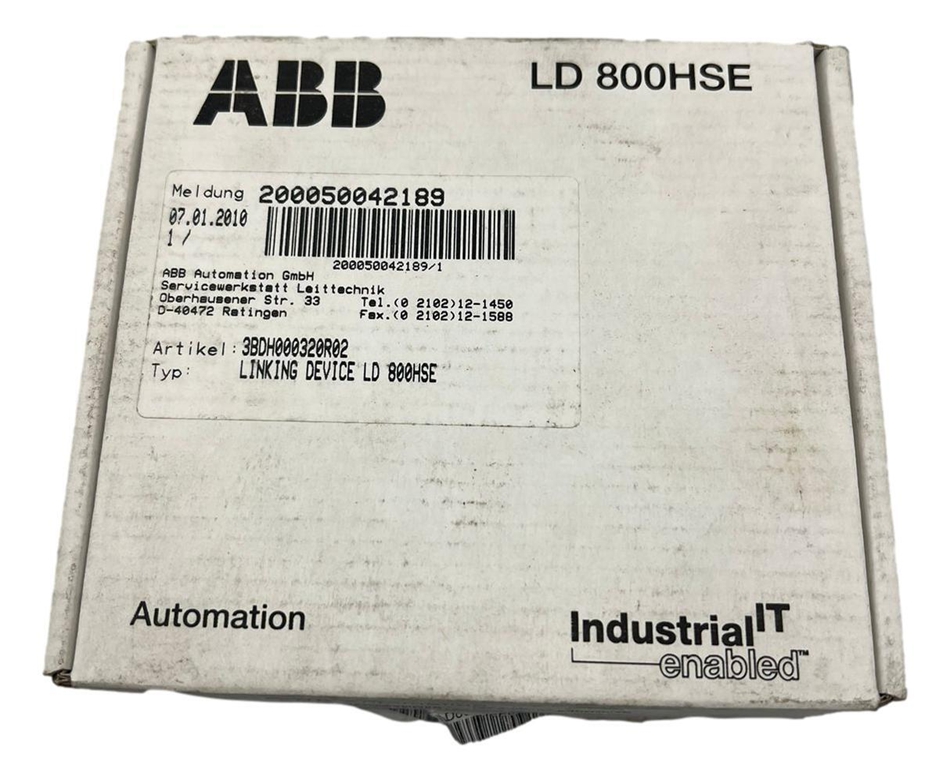 ABB
LD 800HSE
Meldung 200050042189
07.01.2010
1 /
200050042189/1
ABB Automation GmbH
Servicewerkstatt Leittechnik
Oberhausener Str. 33 Tel.(0 2102)12-1450
D-40472 Ratingen Fax.(0 2102)12-1588
Artikel: 3BDH000320R02
Typ: LINKING DEVICE LD 800HSE
Automation
Industrial IT
enabled™